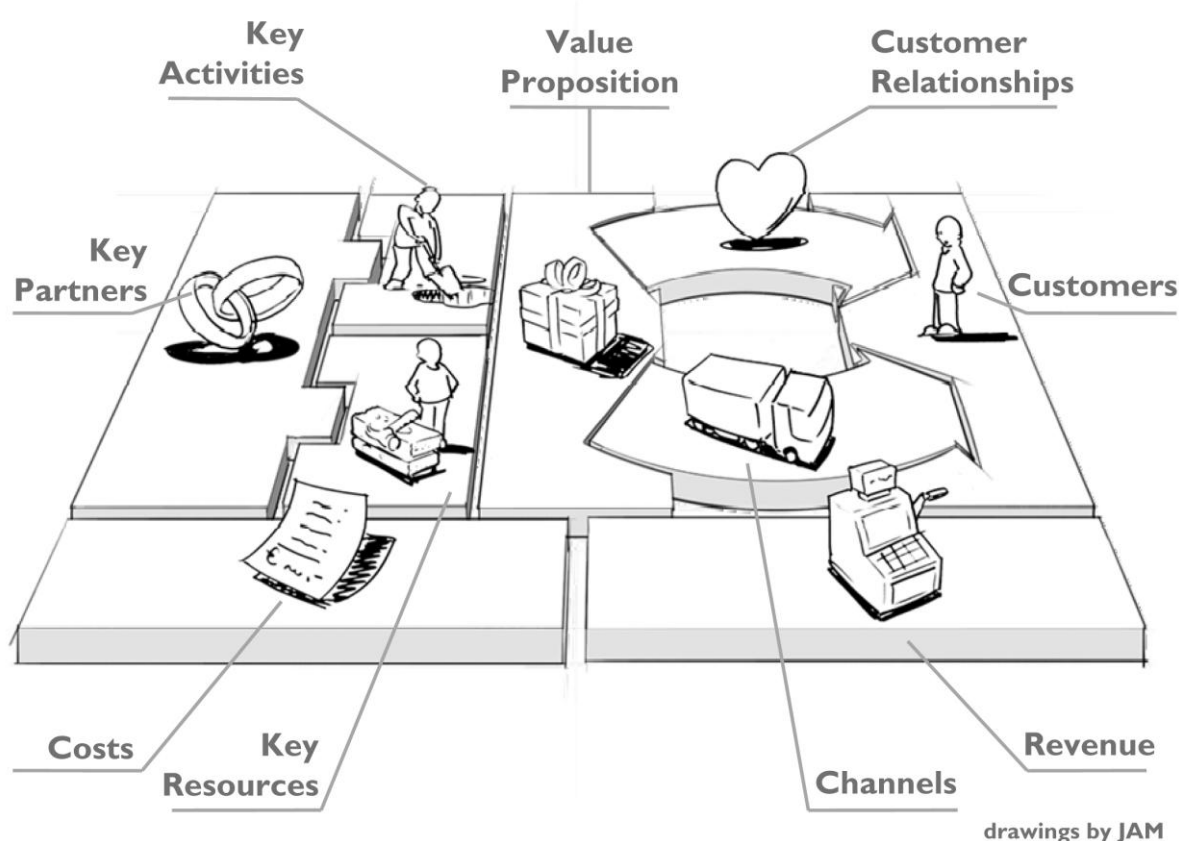 Key
Activities
Value
Proposition
Customer
Relationships
Key
Partners
Customers
Costs
Key
Resources
Channels
Revenue
drawings by JAM